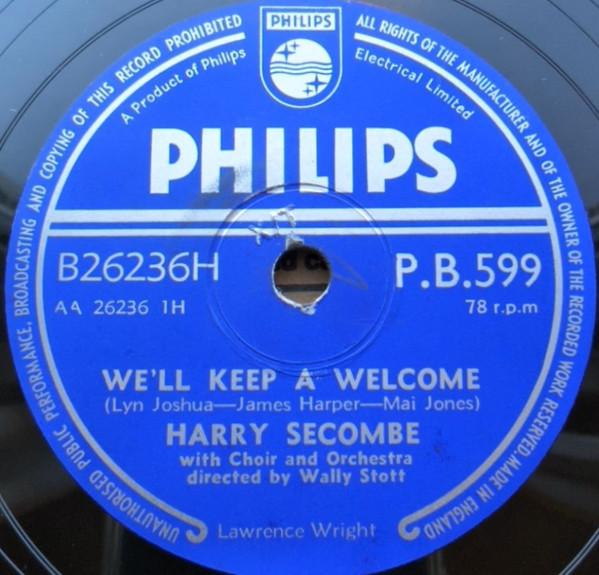 PHILIPS
ALL RIGHTS OF THE MANUFACTURER AND OF THE OWNER OF THE RECORDED WORK RESERVED. MADE IN ENGLAND
UNAUTHORISED PUBLIC PERFORMANCE, BROADCASTING AND COPYING OF THIS RECORD PROHIBITED
A Product of Philips Electrical Limited
PHILIPS
B26236H P.B.599
AA 26236 1H 78 r.p.m
WE'LL KEEP A WELCOME
(Lyn Joshua—James Harper—Mai Jones)
HARRY SECOMBE
with Choir and Orchestra
directed by Wally Stott
Lawrence Wright